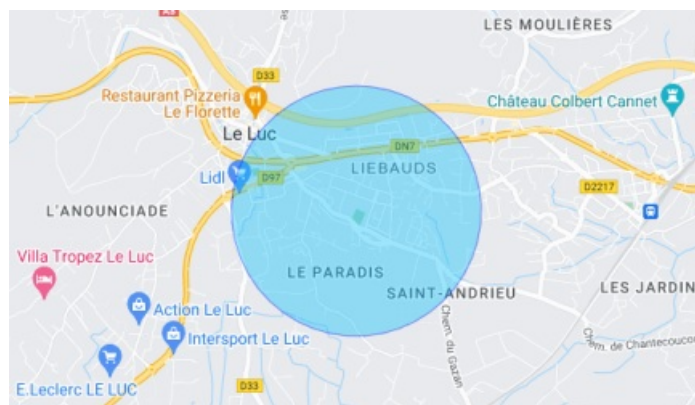 LES MOULIÈRES
D33
Restaurant Pizzeria
Le Florette
Château Colbert Cannet
Le Luc
DN7
LIEBAUDS
Lidl
D97
D2217
L'ANOUNCIADE
Villa Tropez Le Luc
LE PARADIS
SAINT-ANDRIEU
LES JARDIN
Action Le Luc
Chem. du Gazan
Intersport Le Luc
Chem. de Chantecoucou
E.Leclerc LE LUC
D33